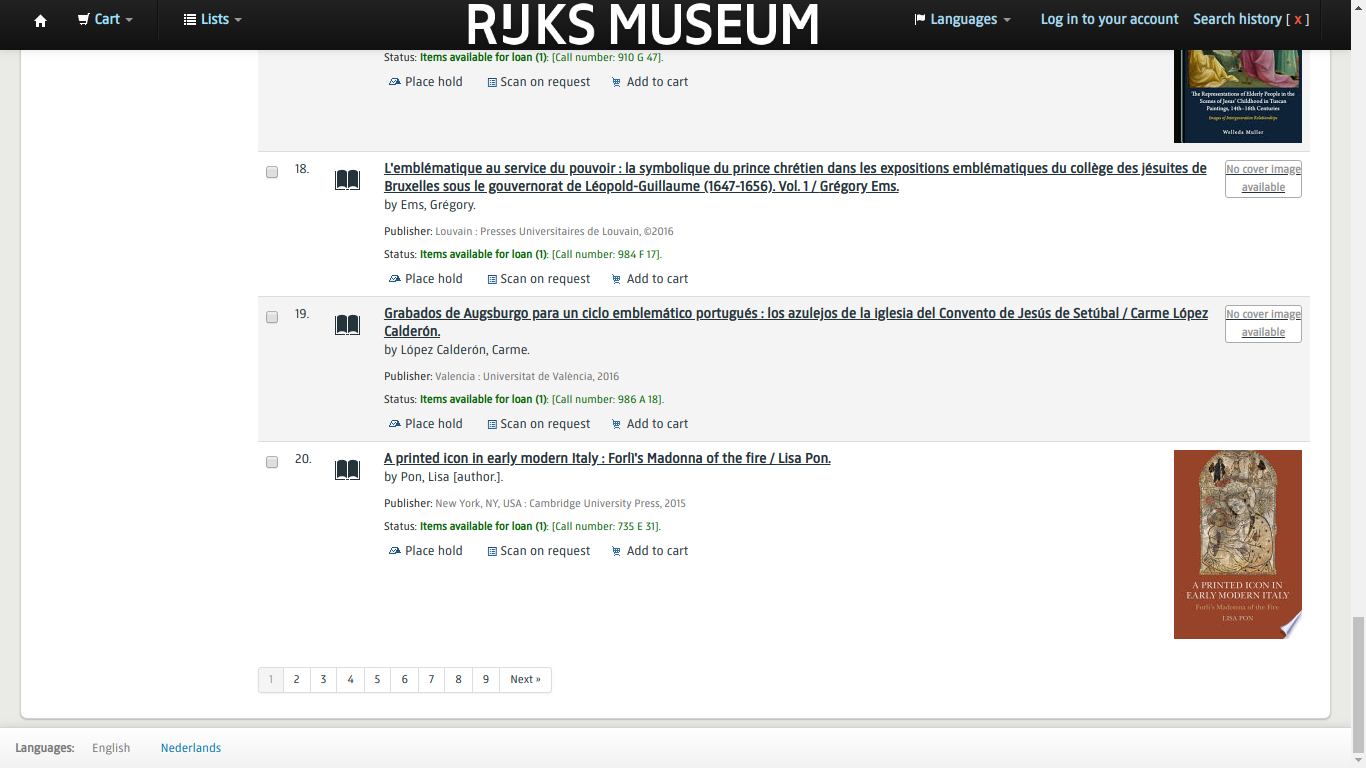 Cart
Lists
RIJKS MUSEUM
Languages
Log in to your account
Search history [ x ]
Status: Items available for loan (1): [Call number: 910 G 47].
Place hold
Scan on request
Add to cart
The Representations of Elderly People in the
Scenes of Jesus' Childhood in Tuscan
Paintings, 14th–16th Centuries
Images of Intergeneration Relationships
Welleda Muller
18.
L'emblématique au service du pouvoir : la symbolique du prince chrétien dans les expositions emblématiques du collège des jésuites de
Bruxelles sous le gouvernorat de Léopold-Guillaume (1647-1656). Vol. 1 / Grégory Ems.
by Ems, Grégory.
Publisher: Louvain : Presses Universitaires de Louvain, ©2016
Status: Items available for loan (1): [Call number: 984 F 17].
Place hold
Scan on request
Add to cart
No cover image
available
19.
Grabados de Augsburgo para un ciclo emblemático portugués : los azulejos de la iglesia del Convento de Jesús de Setúbal / Carme López
Calderón.
by López Calderón, Carme.
Publisher: Valencia : Universitat de València, 2016
Status: Items available for loan (1): [Call number: 986 A 18].
Place hold
Scan on request
Add to cart
No cover image
available
20.
A printed icon in early modern Italy : Forlì's Madonna of the fire / Lisa Pon.
by Pon, Lisa [author.].
Publisher: New York, NY, USA : Cambridge University Press, 2015
Status: Items available for loan (1): [Call number: 735 E 31].
Place hold
Scan on request
Add to cart
A PRINTED ICON IN
EARLY MODERN ITALY
Forlì's Madonna of the Fire
LISA PON
1 2 3 4 5 6 7 8 9 Next »
Languages:
English
Nederlands